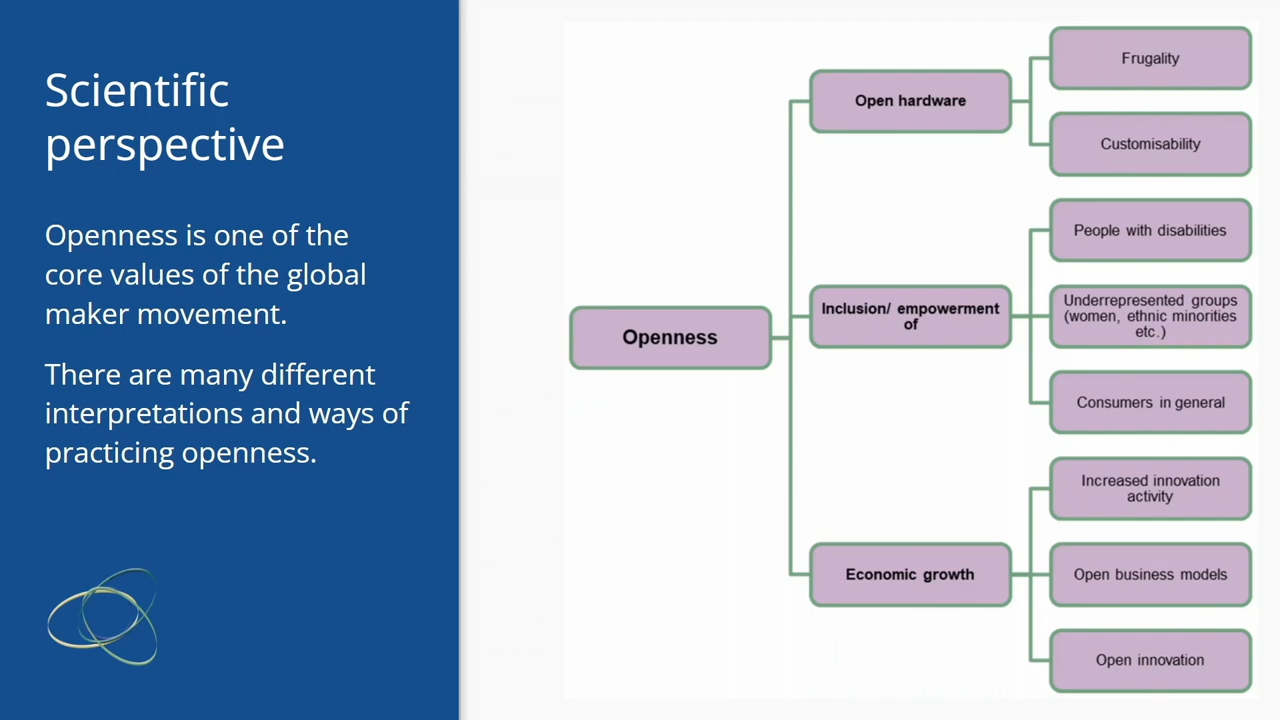 Scientific
perspective
Openness is one of the
core values of the global
maker movement.
There are many different
interpretations and ways of
practicing openness.
Openness
Open hardware
Frugality
Customisability
Inclusion/ empowerment
of
People with disabilities
Underrepresented groups
(women, ethnic minorities
etc.)
Consumers in general
Economic growth
Increased innovation
activity
Open business models
Open innovation